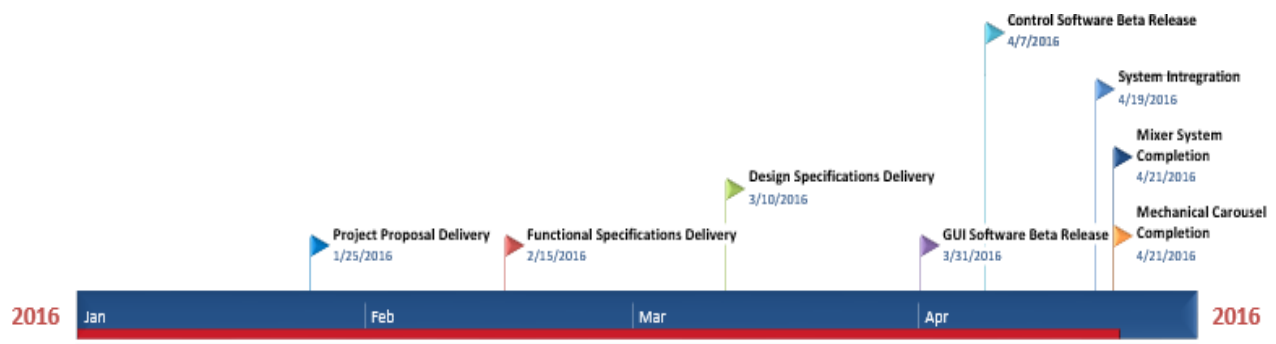 Control Software Beta Release
4/7/2016
System Intregration
4/19/2016
Mixer System
Completion
4/21/2016
Design Specifications Delivery
3/10/2016
Mechanical Carousel
Completion
4/21/2016
Project Proposal Delivery
1/25/2016
Functional Specifications Delivery
2/15/2016
GUI Software Beta Release
3/31/2016
2016 Jan Feb Mar Apr 2016